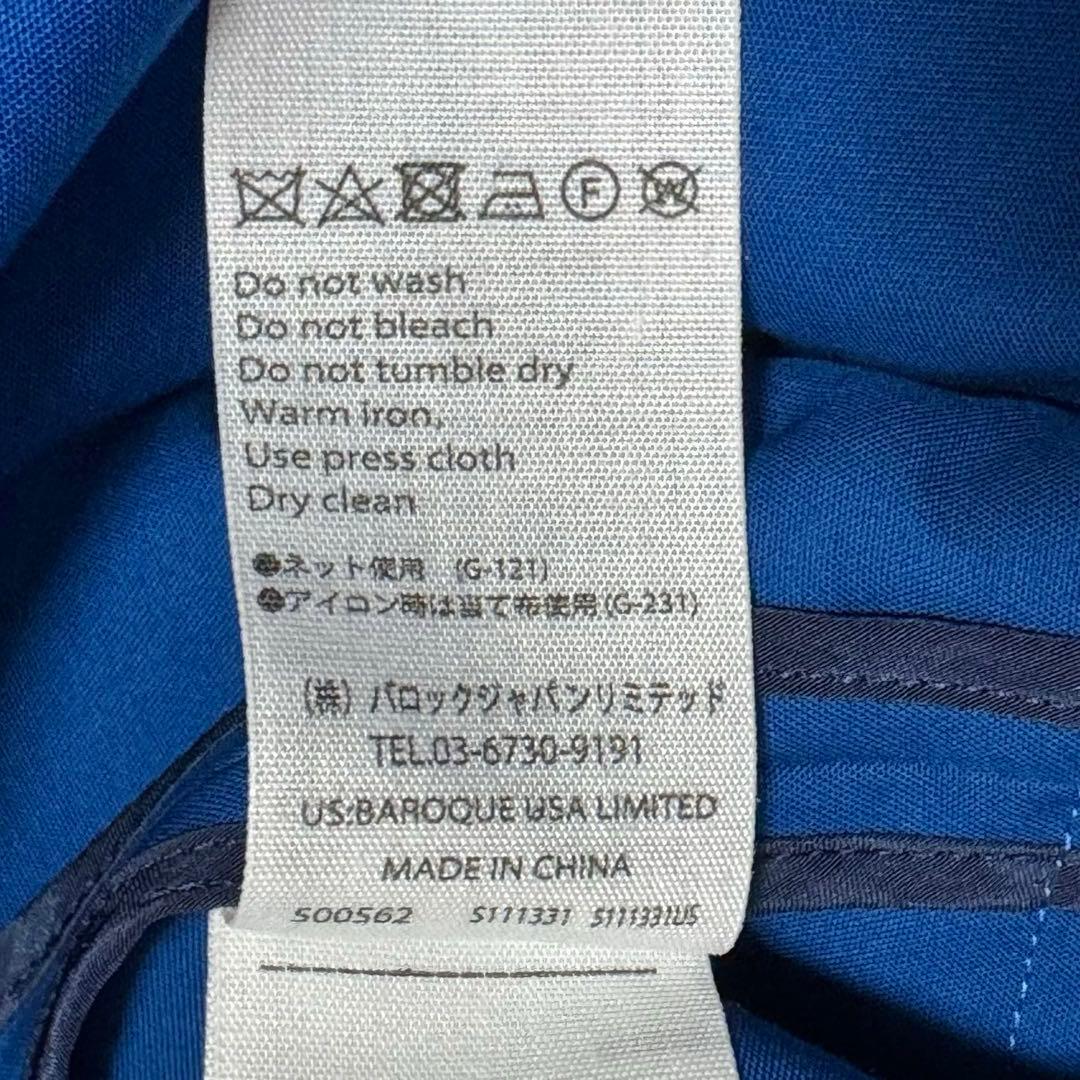 F W
Do not wash
Do not bleach
Do not tumble dry
Warm iron,
Use press cloth
Dry clean
●ネット使用 (G-121)
●アイロン時は当て布使用(G-231)
(株) バロックジャパンリミテッド
TEL.03-6730-9191
US:BAROQUE USA LIMITED
MADE IN CHINA
S00562 S111331 S111331US